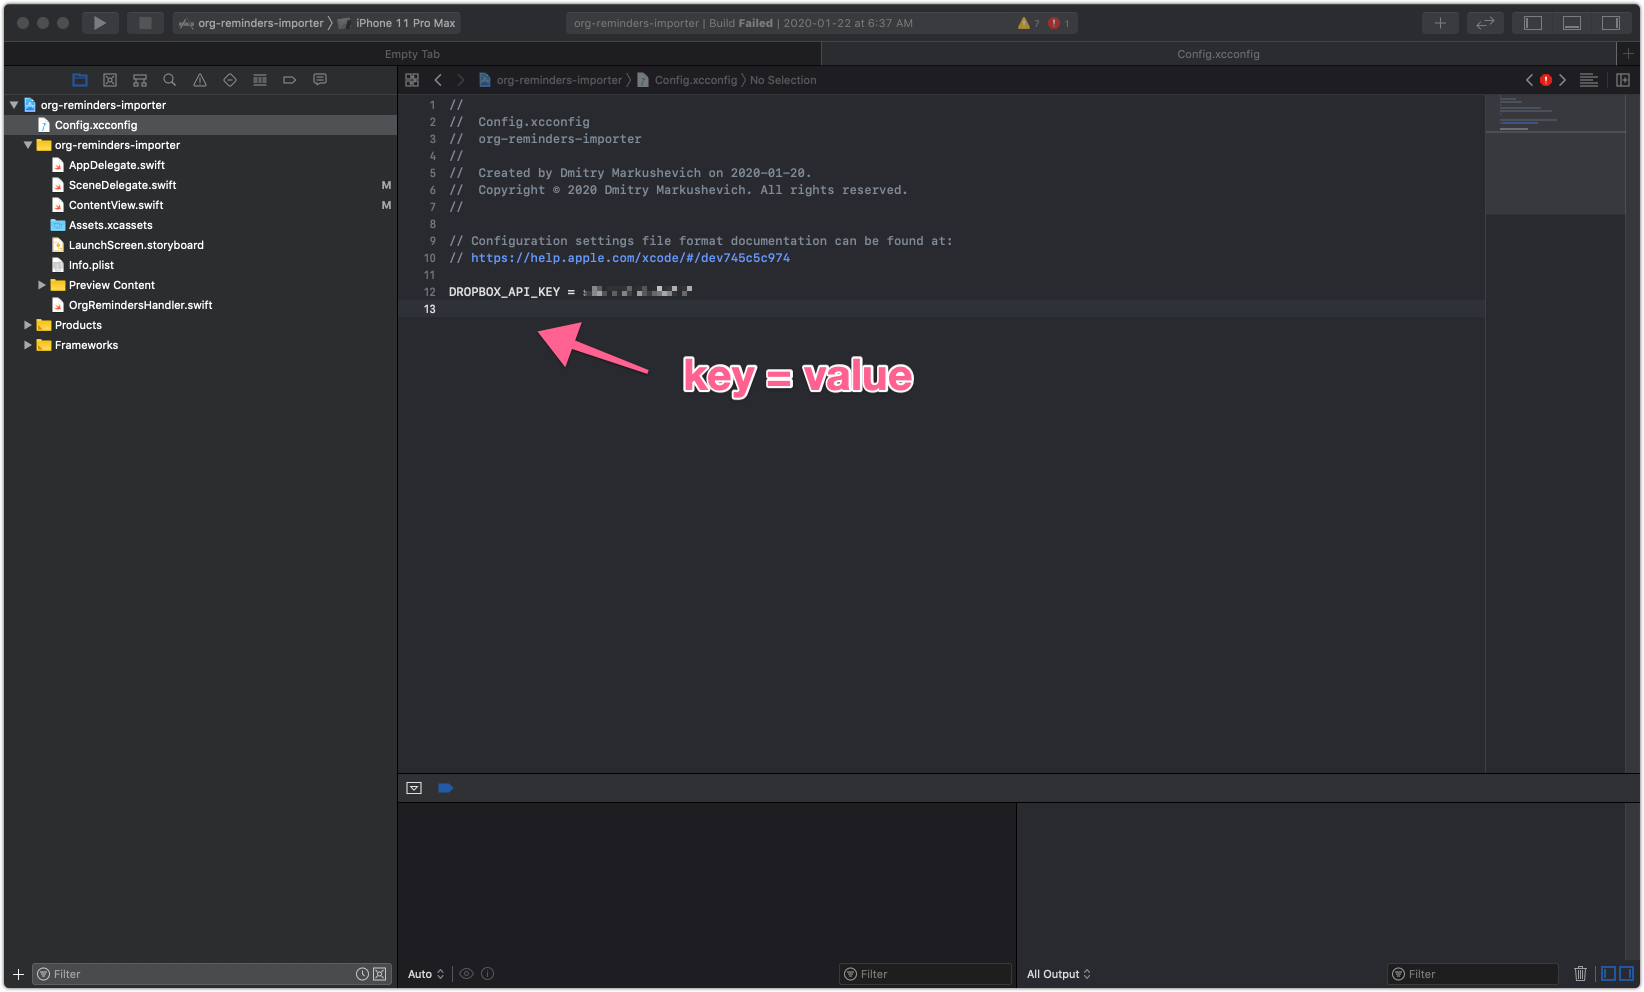 org-reminders-importer 〉 iPhone 11 Pro Max
org-reminders-importer | Build Failed | 2020-01-22 at 6:37 AM
7
1
Empty Tab
Config.xcconfig
org-reminders-importer 〉 Config.xcconfig 〉 No Selection
org-reminders-importer
Config.xcconfig
org-reminders-importer
AppDelegate.swift
SceneDelegate.swift M
ContentView.swift M
Assets.xcassets
LaunchScreen.storyboard
Info.plist
Preview Content
OrgRemindersHandler.swift
Products
Frameworks
1 //
2 // Config.xcconfig
3 // org-reminders-importer
4 //
5 // Created by Dmitry Markushevich on 2020-01-20.
6 // Copyright © 2020 Dmitry Markushevich. All rights reserved.
7 //
8
9 // Configuration settings file format documentation can be found at:
10 // https://help.apple.com/xcode/#/dev745c5c974
11
12 DROPBOX_API_KEY =
13
key = value
Filter
Auto
Filter
All Output
Filter